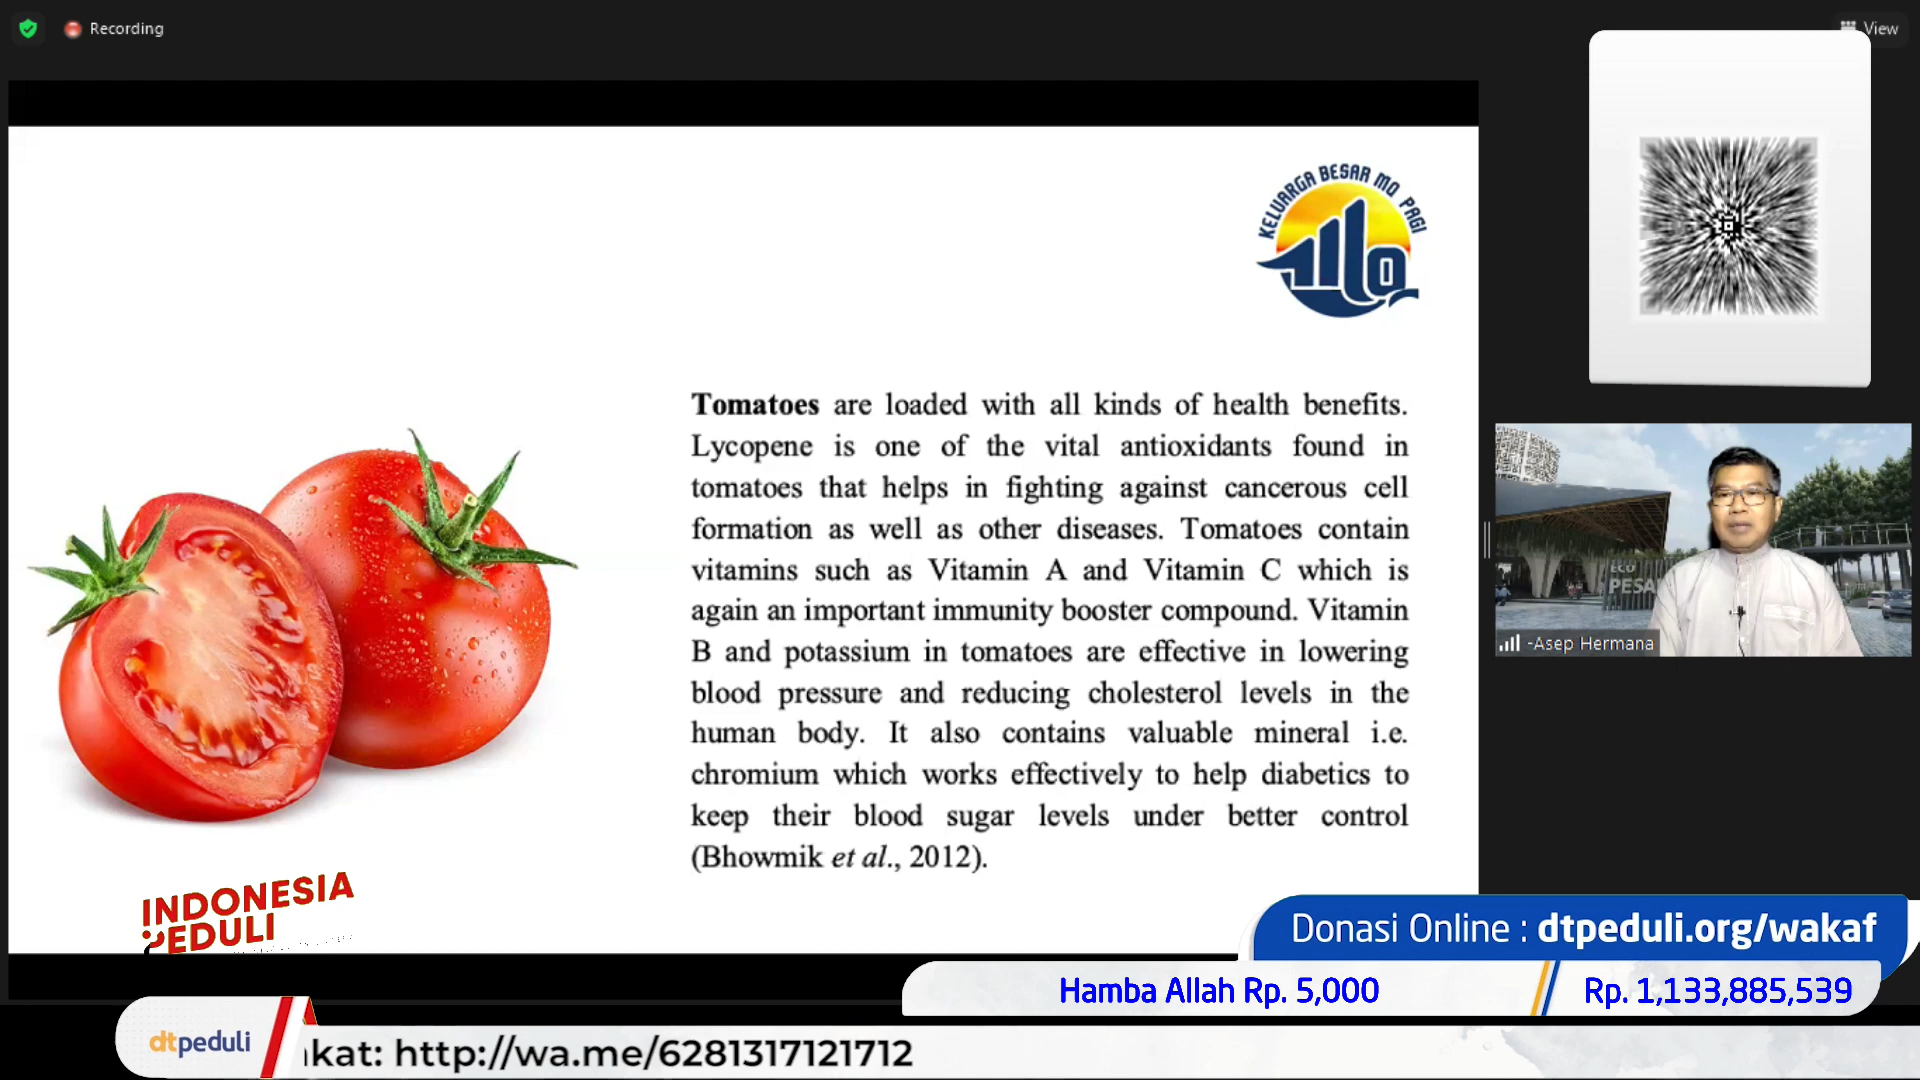 Recording
View
KELUARGA BESAR MQ PAGI
Tomatoes are loaded with all kinds of health benefits.
Lycopene is one of the vital antioxidants found in
tomatoes that helps in fighting against cancerous cell
formation as well as other diseases. Tomatoes contain
vitamins such as Vitamin A and Vitamin C which is
again an important immunity booster compound. Vitamin
B and potassium in tomatoes are effective in lowering
blood pressure and reducing cholesterol levels in the
human body. It also contains valuable mineral i.e.
chromium which works effectively to help diabetics to
keep their blood sugar levels under better control
(Bhowmik et al., 2012).
ECO
PESA
-Asep Hermana
INDONESIA
PEDULI
Donasi Online : dtpeduli.org/wakaf
Hamba Allah Rp. 5,000
Rp. 1,133,885,539
dtpeduli
kat: http://wa.me/6281317121712